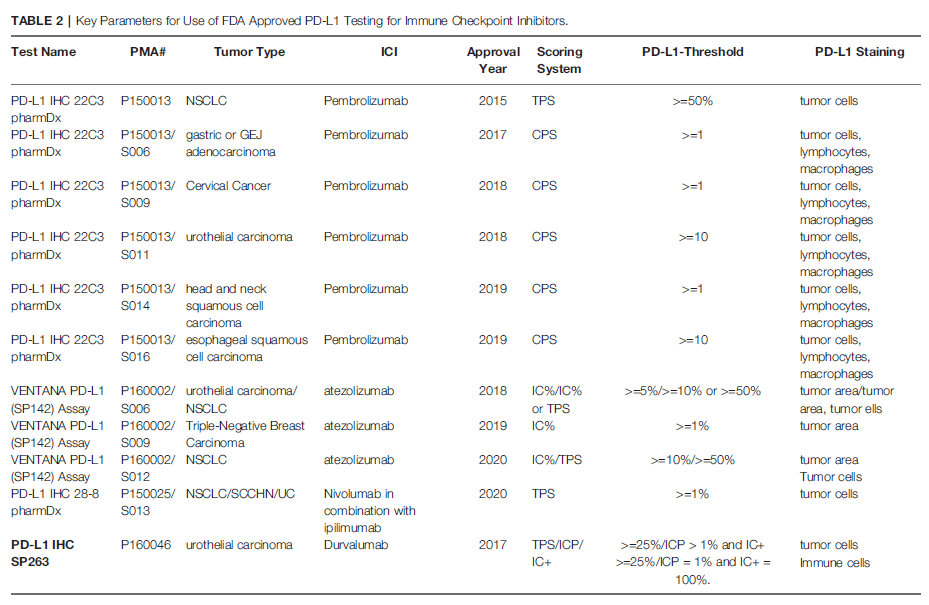 TABLE 2 | Key Parameters for Use of FDA Approved PD-L1 Testing for Immune Checkpoint Inhibitors.
Test Name PMA# Tumor Type ICI Approval Year Scoring System PD-L1-Threshold PD-L1 Staining
PD-L1 IHC 22C3 pharmDx P150013 NSCLC Pembrolizumab 2015 TPS >=50% tumor cells
PD-L1 IHC 22C3 pharmDx P150013/S006 gastric or GEJ adenocarcinoma Pembrolizumab 2017 CPS >=1 tumor cells, lymphocytes, macrophages
PD-L1 IHC 22C3 pharmDx P150013/S009 Cervical Cancer Pembrolizumab 2018 CPS >=1 tumor cells, lymphocytes, macrophages
PD-L1 IHC 22C3 pharmDx P150013/S011 urothelial carcinoma Pembrolizumab 2018 CPS >=10 tumor cells, lymphocytes, macrophages
PD-L1 IHC 22C3 pharmDx P150013/S014 head and neck squamous cell carcinoma Pembrolizumab 2019 CPS >=1 tumor cells, lymphocytes, macrophages
PD-L1 IHC 22C3 pharmDx P150013/S016 esophageal squamous cell carcinoma Pembrolizumab 2019 CPS >=10 tumor cells, lymphocytes, macrophages
VENTANA PD-L1 (SP142) Assay P160002/S006 urothelial carcinoma/NSCLC atezolizumab 2018 IC%/IC% or TPS >=5%/>=10% or >=50% tumor area/tumor area, tumor ells
VENTANA PD-L1 (SP142) Assay P160002/S009 Triple-Negative Breast Carcinoma atezolizumab 2019 IC% >=1% tumor area
VENTANA PD-L1 (SP142) Assay P160002/S012 NSCLC atezolizumab 2020 IC%/TPS >=10%/>=50% tumor area Tumor cells
PD-L1 IHC 28-8 pharmDx P150025/S013 NSCLC/SCCHN/UC Nivolumab in combination with ipilimumab 2020 TPS >=1% tumor cells
PD-L1 IHC SP263 P160046 urothelial carcinoma Durvalumab 2017 TPS/ICP/IC+ >=25%/ICP > 1% and IC+ >=25%/ICP = 1% and IC+ = 100%. tumor cells Immune cells